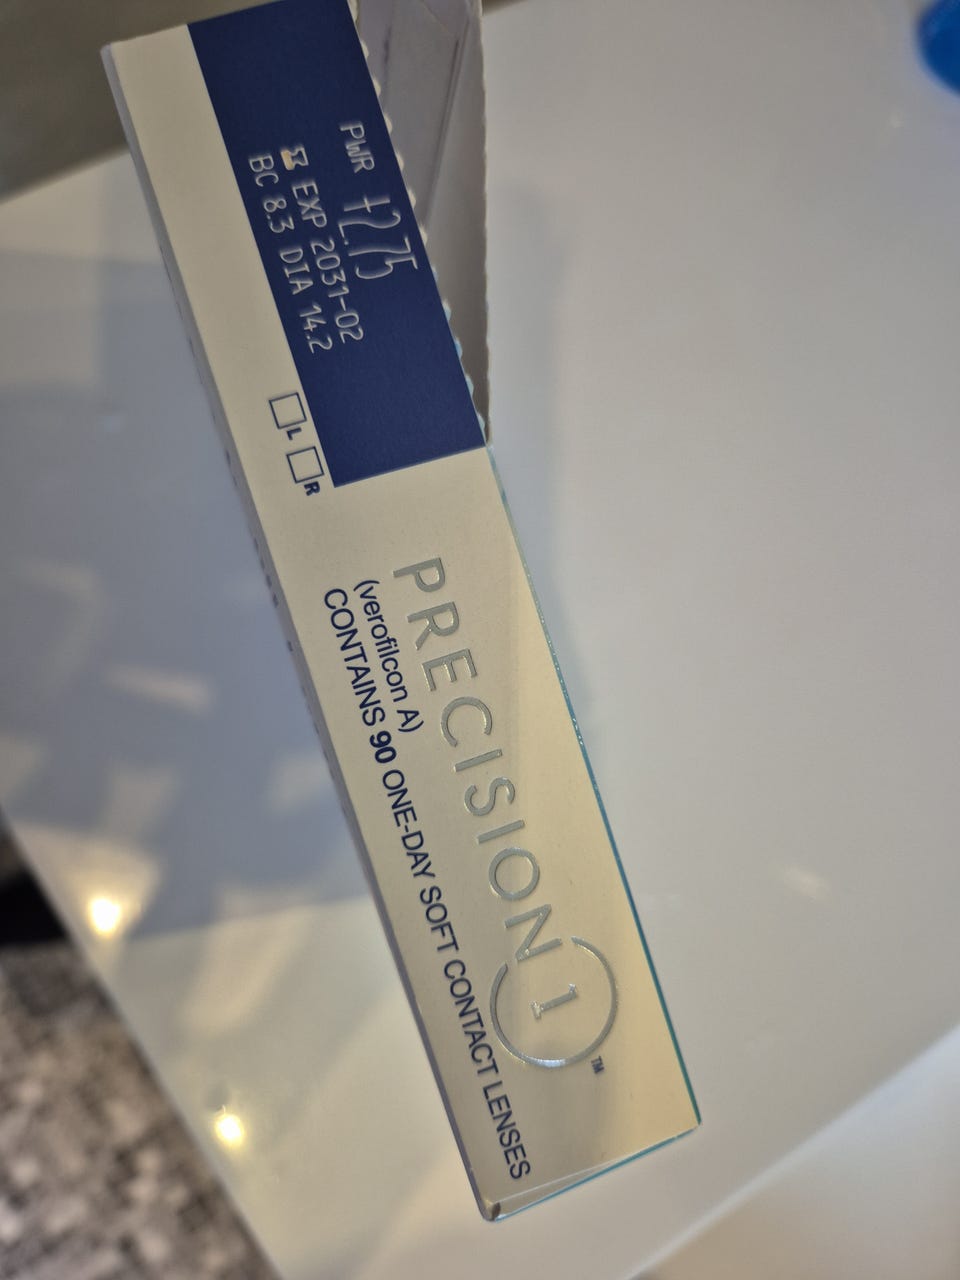 PWR +2.75
EXP 2031-02
BC 8.3 DIA 14.2
L R
PRECISION 1™
(verofilcon A)
CONTAINS 90 ONE-DAY SOFT CONTACT LENSES